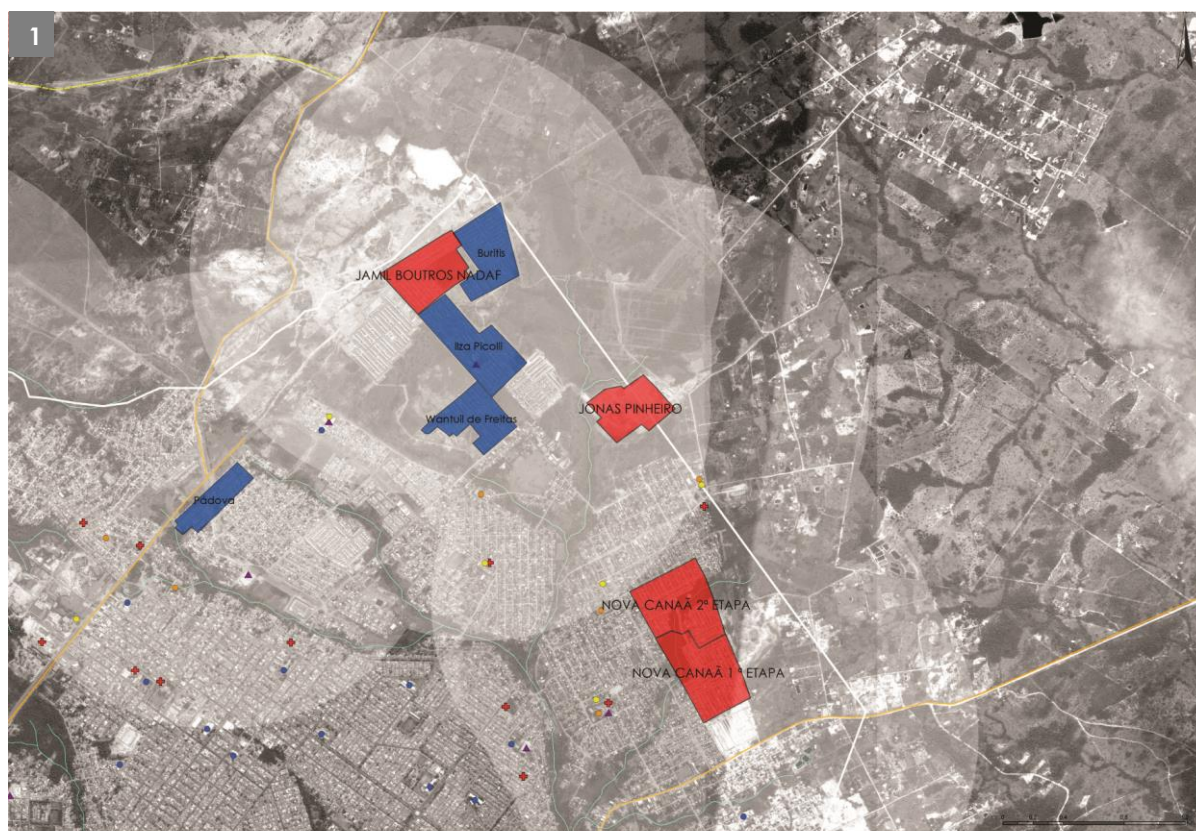 1
Buritis
JAMIL BOUTROS NADAF
Ilza Picolli
JONAS PINHEIRO
Wantuil de Freitas
Pádova
NOVA CANAÃ 2ª ETAPA
NOVA CANAÃ 1ª ETAPA